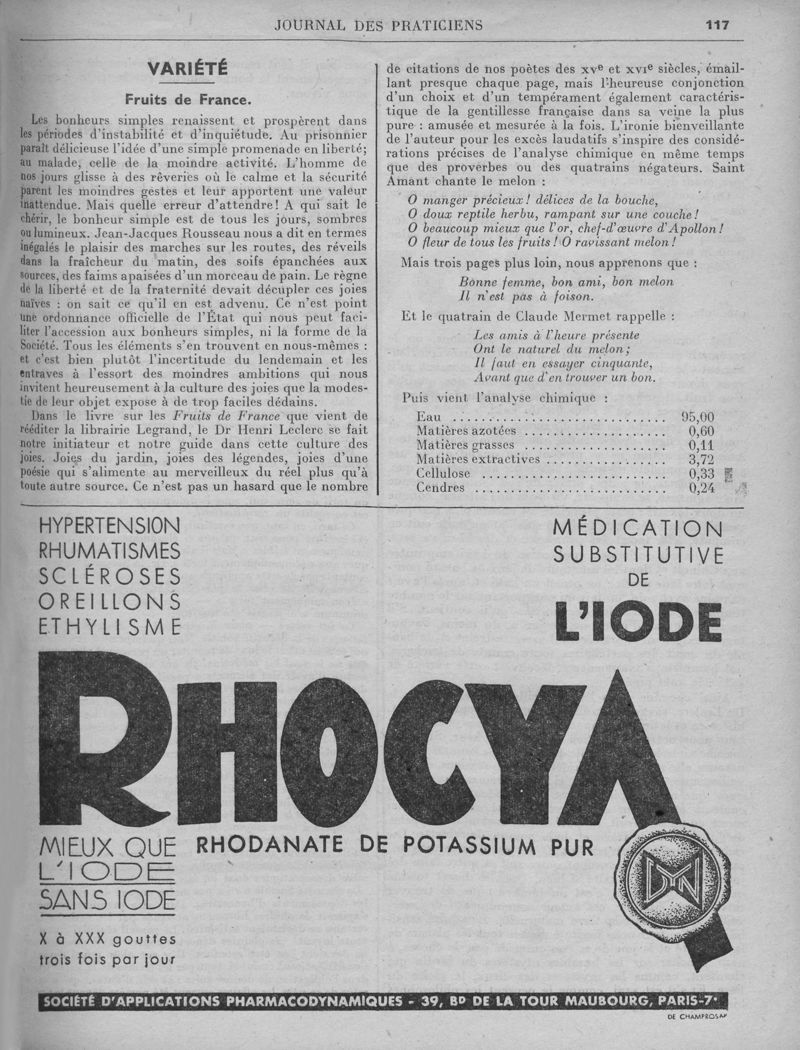 JOURNAL DES PRATICIENS 117
VARIÉTÉ
Fruits de France.
Les bonheurs simples renaissent et prospèrent dans
les périodes d'instabilité et d'inquiétude. Au prisonnier
paraît délicieuse l'idée d'une simple promenade en liberté;
au malade, celle de la moindre activité. L'homme de
nos jours glisse à des rêveries où le calme et la sécurité
parent les moindres gestes et leur apportent une valeur
inattendue. Mais quelle erreur d'attendre! A qui sait le
chérir, le bonheur simple est de tous les jours, sombres
ou lumineux. Jean-Jacques Rousseau nous a dit en termes
inégalés le plaisir des marches sur les routes, des réveils
dans la fraîcheur du matin, des soifs épanchées aux
sources, des faims apaisées d'un morceau de pain. Le règne
de la liberté et de la fraternité devait décupler ces joies
naïves : on sait ce qu'il en est advenu. Ce n'est point
une ordonnance officielle de l'État qui nous peut faci-
liter l'accession aux bonheurs simples, ni la forme de la
Société. Tous les éléments s'en trouvent en nous-mêmes :
et c'est bien plutôt l'incertitude du lendemain et les
entraves à l'essort des moindres ambitions qui nous
invitent heureusement à la culture des joies que la modes-
tie de leur objet expose à de trop faciles dédains.
Dans le livre sur les Fruits de France que vient de
rééditer la librairie Legrand, le Dr Henri Leclerc se fait
notre initiateur et notre guide dans cette culture des
joies. Joies du jardin, joies des légendes, joies d'une
poésie qui s'alimente au merveilleux du réel plus qu'à
toute autre source. Ce n'est pas un hasard que le nombre
de citations de nos poètes des XVe et XVIe siècles, émail-
lant presque chaque page, mais l'heureuse conjonction
d'un choix et d'un tempérament également caractéris-
tique de la gentillesse française dans sa veine la plus
pure : amusée et mesurée à la fois. L'ironie bienveillante
de l'auteur pour les excès laudatifs s'inspire des considé-
rations précises de l'analyse chimique en même temps
que des proverbes ou des quatrains négateurs. Saint
Amant chante le melon :
O manger précieux! délices de la bouche,
O doux reptile herbu, rampant sur une couche!
O beaucoup mieux que l'or, chef-d'œuvre d'Apollon!
O fleur de tous les fruits! O ravissant melon!
Mais trois pages plus loin, nous apprenons que :
Bonne femme, bon ami, bon melon
Il n'est pas à foison.
Et le quatrain de Claude Mermet rappelle :
Les amis à l'heure présente
Ont le naturel du melon;
Il faut en essayer cinquante,
Avant que d'en trouver un bon.
Puis vient l'analyse chimique :
Eau ........................ 95,00
Matières azotées ........................ 0,60
Matières grasses ........................ 0,11
Matières extractives ........................ 3,72
Cellulose ........................ 0,33
Cendres ........................ 0,24
HYPERTENSION
RHUMATISMES
SCLÉROSES
OREILLONS
ETHYLISME
MÉDICATION
SUBSTITUTIVE
DE
L'IODE
RHOCYA
MIEUX QUE
L'IODE
SANS IODE
RHODANATE DE POTASSIUM PUR
DYN
X à XXX gouttes
trois fois par jour
SOCIÉTÉ D'APPLICATIONS PHARMACODYNAMIQUES - 39, BD DE LA TOUR MAUBOURG, PARIS-7e
DE CHAMPROSAY